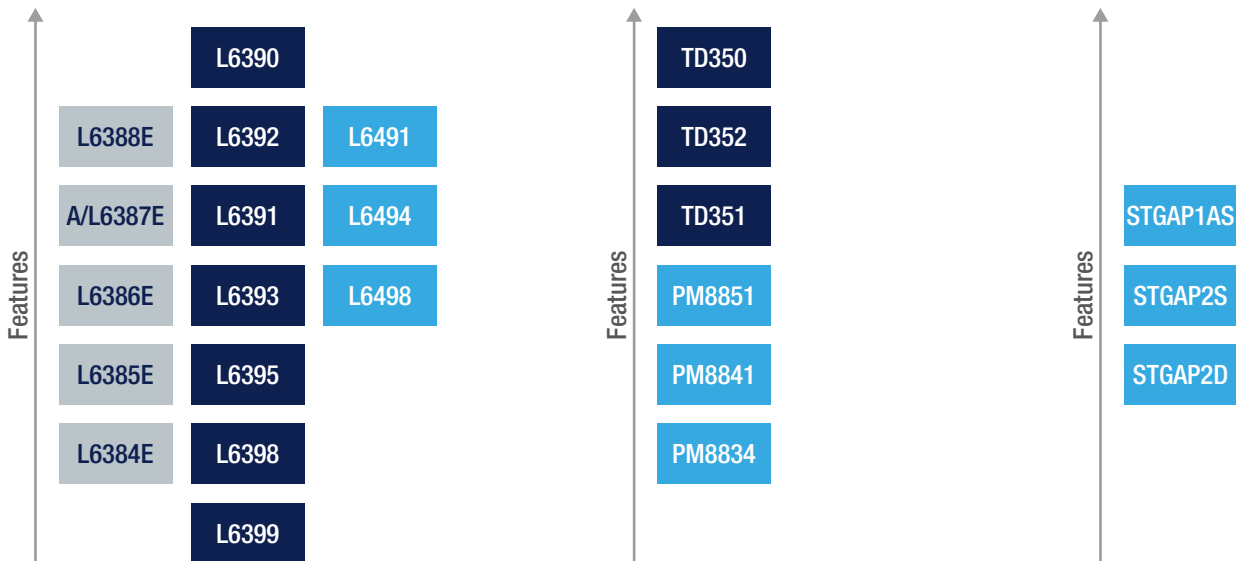 Features
L6390
L6388E
L6392
L6491
A/L6387E
L6391
L6494
L6386E
L6393
L6498
L6385E
L6395
L6384E
L6398
L6399
Features
TD350
TD352
TD351
PM8851
PM8841
PM8834
Features
STGAP1AS
STGAP2S
STGAP2D